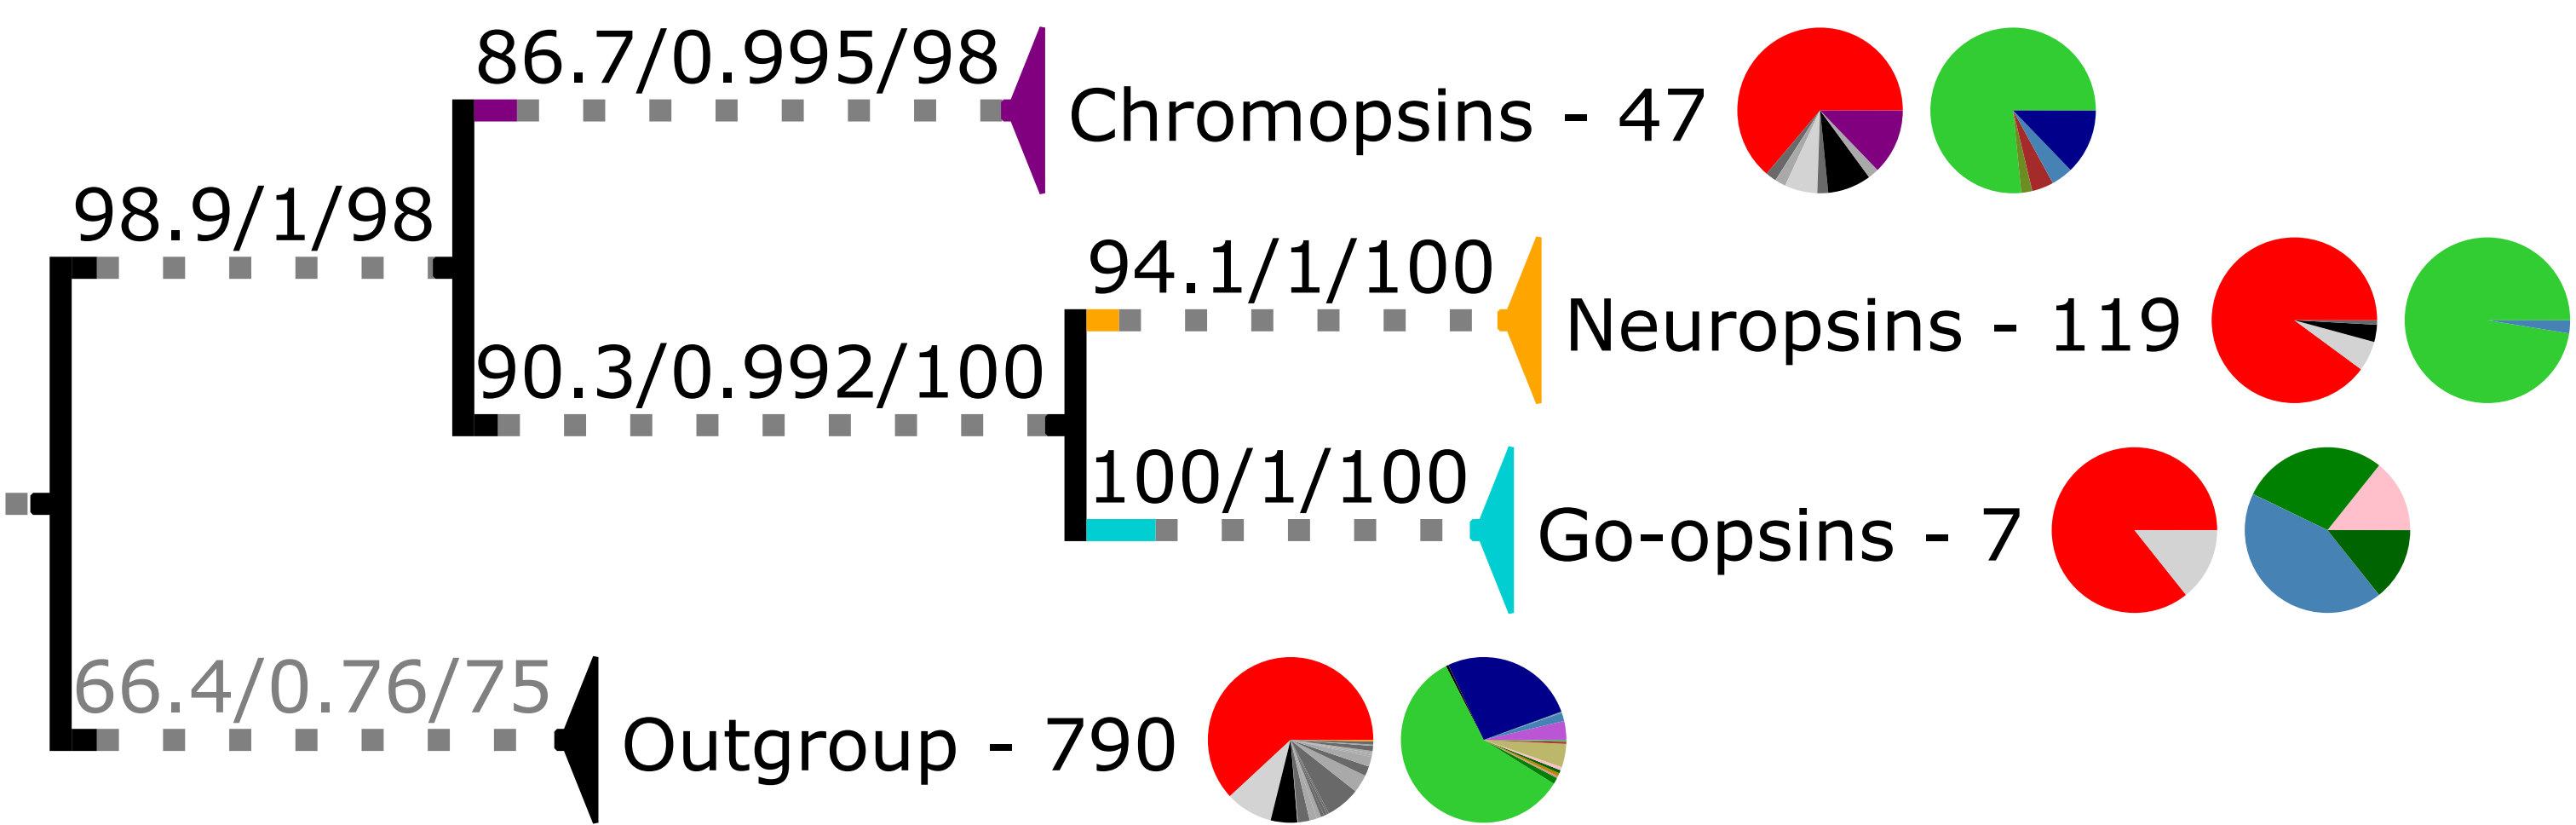 86.7/0.995/98
Chromopsins - 47
98.9/1/98
94.1/1/100
Neuropsins - 119
90.3/0.992/100
100/1/100
Go-opsins - 7
66.4/0.76/75
Outgroup - 790